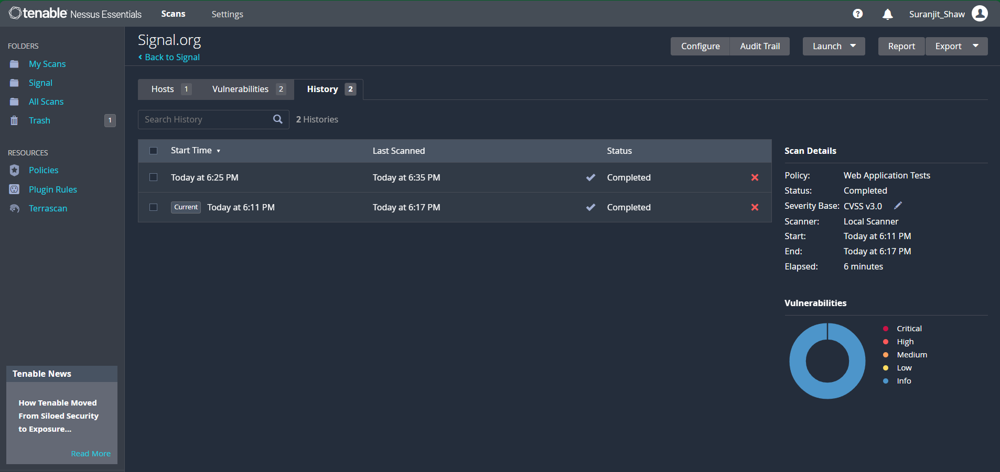 tenable Nessus Essentials Scans Settings ? Suranjit_Shaw
FOLDERS
My Scans
Signal
All Scans
Trash 1
RESOURCES
Policies
Plugin Rules
Terrascan
Tenable News
How Tenable Moved
From Siloed Security
to Exposure...
Read More
Signal.org
Back to Signal
Configure Audit Trail Launch Report Export
Hosts 1 Vulnerabilities 2 History 2
Search History 2 Histories
Start Time Last Scanned Status
Today at 6:25 PM Today at 6:35 PM Completed
Current Today at 6:11 PM Today at 6:17 PM Completed
Scan Details
Policy: Web Application Tests
Status: Completed
Severity Base: CVSS v3.0
Scanner: Local Scanner
Start: Today at 6:11 PM
End: Today at 6:17 PM
Elapsed: 6 minutes
Vulnerabilities
Critical
High
Medium
Low
Info